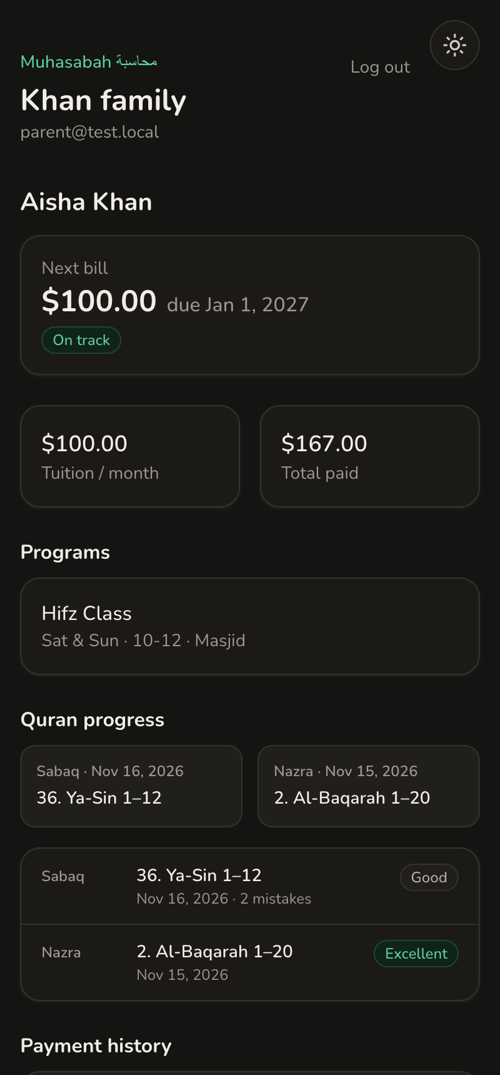 Muhasabah محاسبة
Log out
Khan family
parent@test.local
Aisha Khan
Next bill
$100.00 due Jan 1, 2027
On track
$100.00
Tuition / month
$167.00
Total paid
Programs
Hifz Class
Sat & Sun · 10-12 · Masjid
Quran progress
Sabaq · Nov 16, 2026
36. Ya-Sin 1–12
Nazra · Nov 15, 2026
2. Al-Baqarah 1–20
Sabaq
36. Ya-Sin 1–12
Nov 16, 2026 · 2 mistakes
Good
Nazra
2. Al-Baqarah 1–20
Nov 15, 2026
Excellent
Payment history